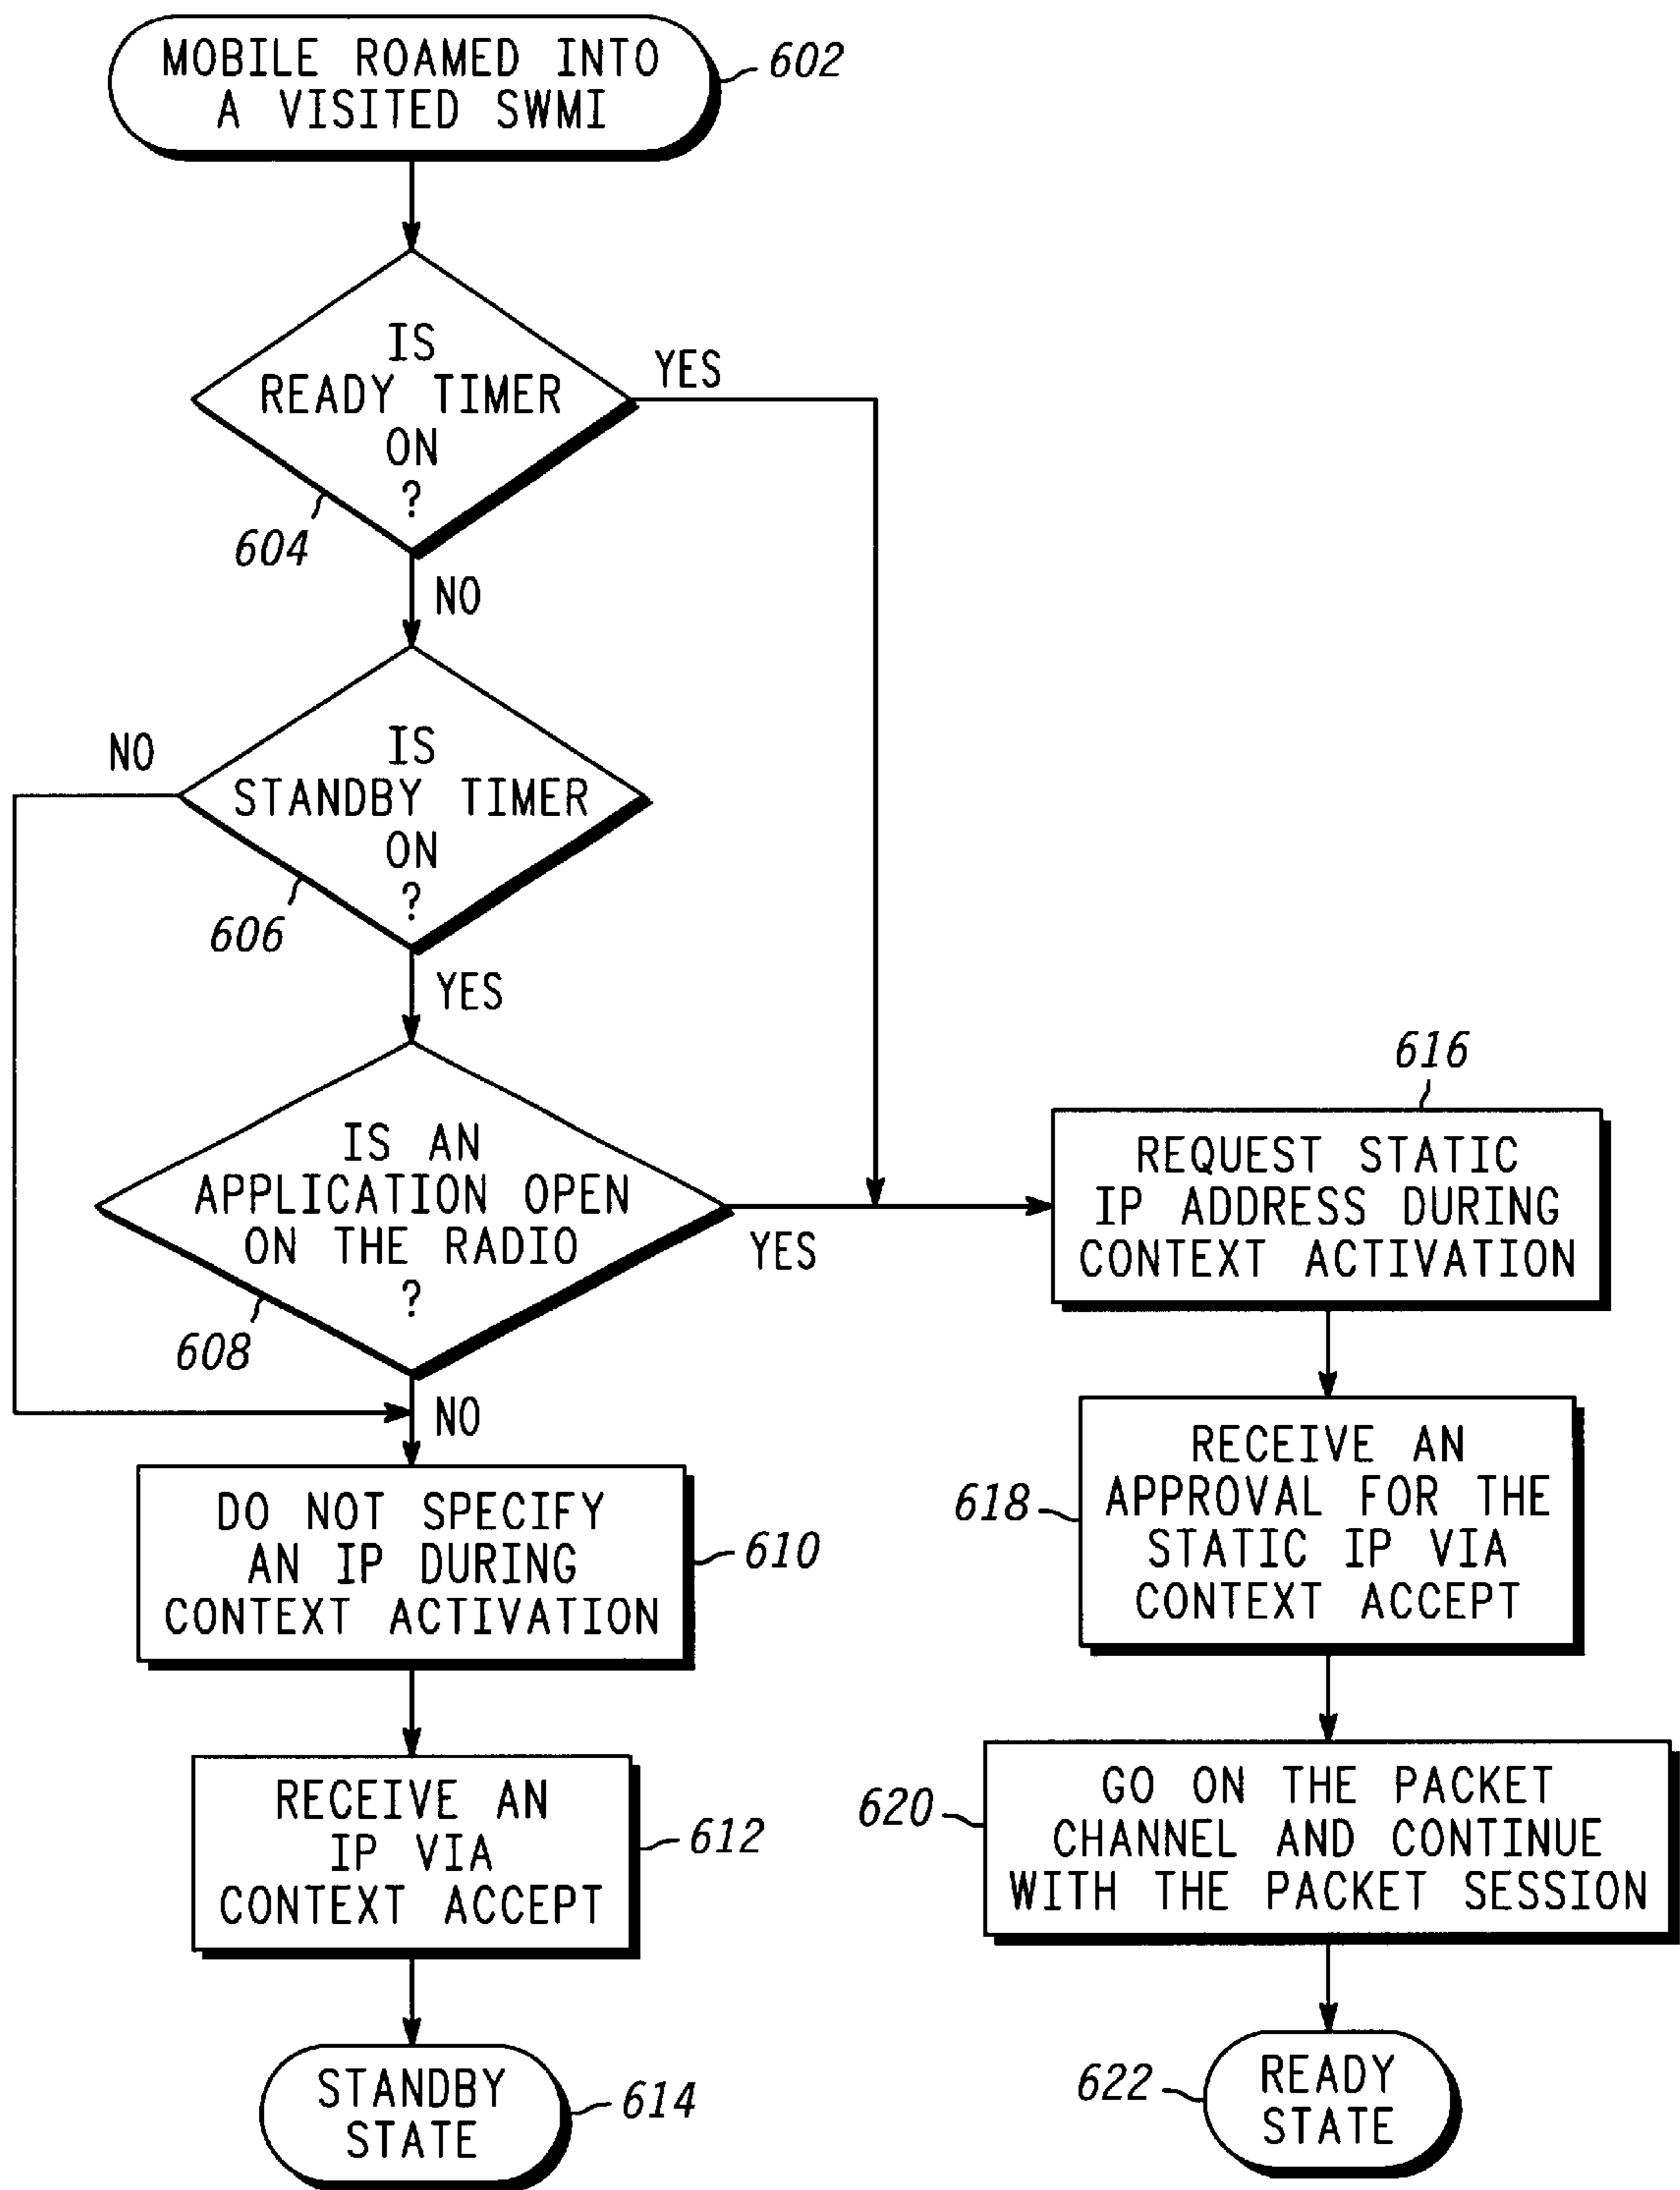 MOBILE ROAMED INTO
A VISITED SWMI
602
IS
READY TIMER
ON
?
YES
604
NO
IS
STANDBY TIMER
ON
?
NO
606
YES
IS AN
APPLICATION OPEN
ON THE RADIO
?
YES
608
NO
DO NOT SPECIFY
AN IP DURING
CONTEXT ACTIVATION
610
RECEIVE AN
IP VIA
CONTEXT ACCEPT
612
STANDBY
STATE
614
616
REQUEST STATIC
IP ADDRESS DURING
CONTEXT ACTIVATION
618
RECEIVE AN
APPROVAL FOR THE
STATIC IP VIA
CONTEXT ACCEPT
620
GO ON THE PACKET
CHANNEL AND CONTINUE
WITH THE PACKET SESSION
622
READY
STATE